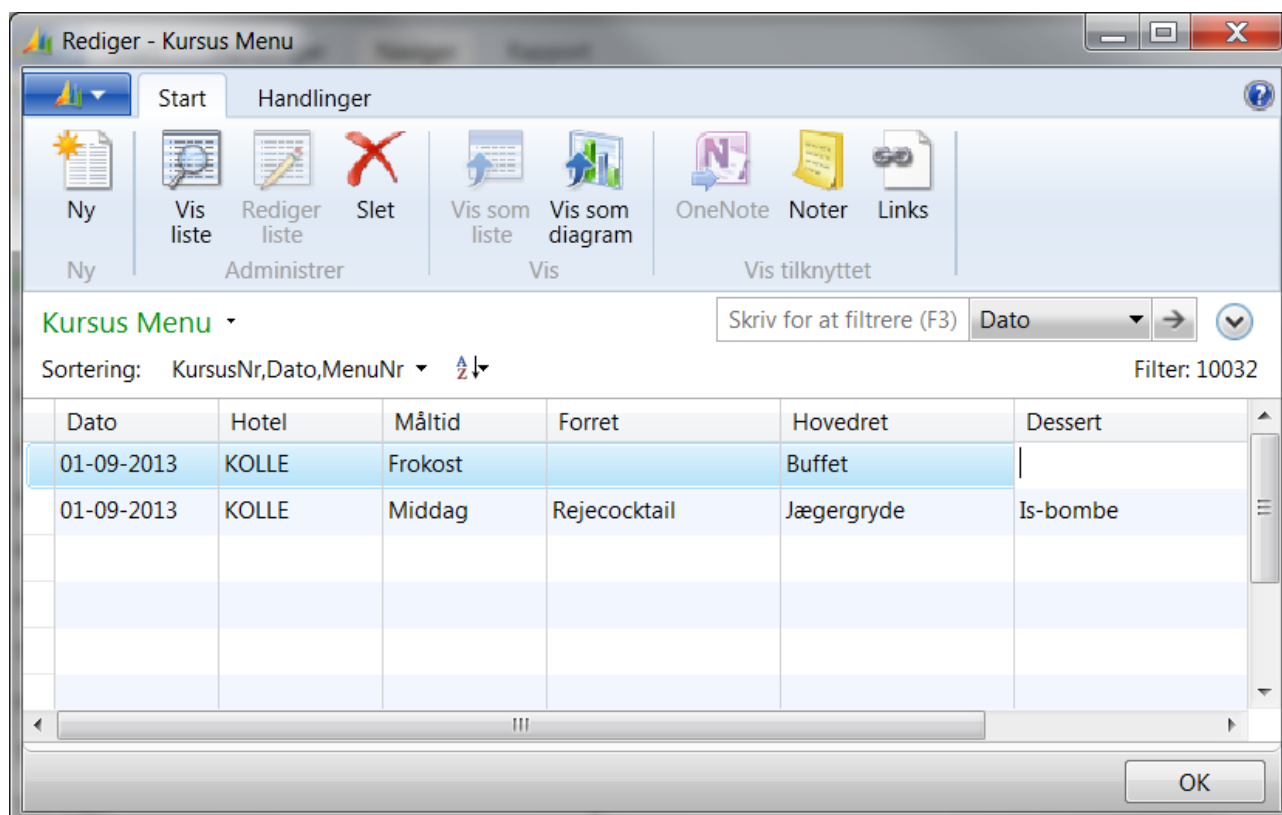 Rediger - Kursus Menu
Start Handlinger
Ny Vis liste Rediger liste Slet Vis som liste Vis som diagram OneNote Noter Links
Ny Administrer Vis Vis tilknyttet
Kursus Menu Skriv for at filtrere (F3) Dato
Sortering: KursusNr,Dato,MenuNr Filter: 10032
Dato Hotel Måltid Forret Hovedret Dessert
01-09-2013 KOLLE Frokost Buffet
01-09-2013 KOLLE Middag Rejecocktail Jægergryde Is-bombe
OK